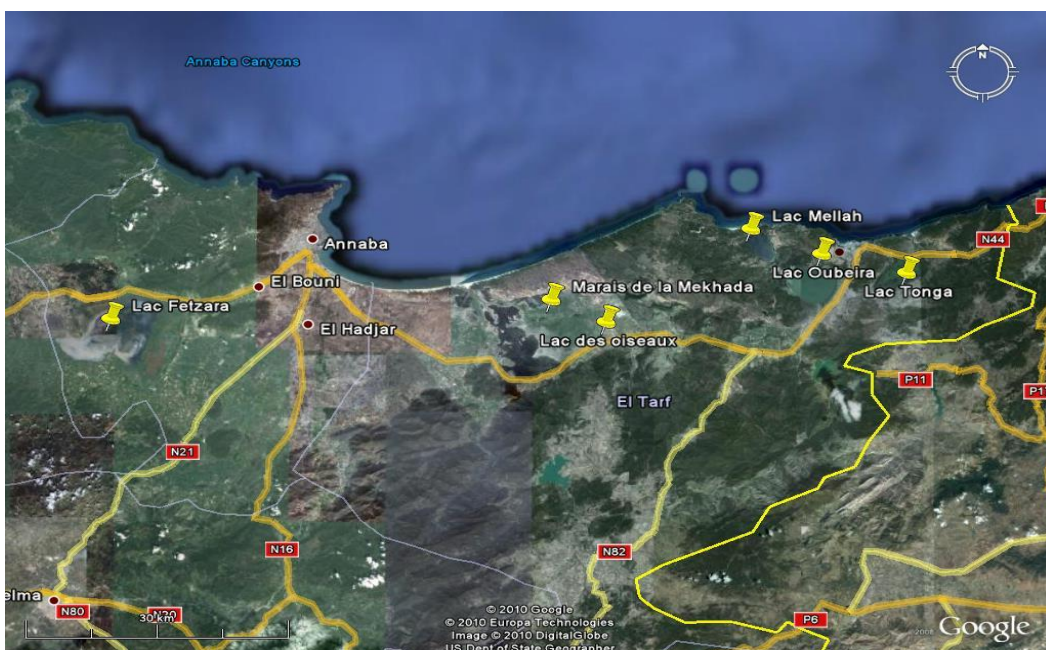 Annaba Canyons
N
Lac Mellah
Annaba
N44
Lac Oubeira
El Bouni
Marais de la Mekhada
Lac Tonga
Lac Fetzara
El Hadjar
Lac des oiseaux
P11
El Tarf
N21
N16
N82
elma
N80
30 km
P6
© 2010 Google
© 2010 Europa Technologies
Image © 2010 DigitalGlobe
US Dept of State Geographer
© 2008 Google